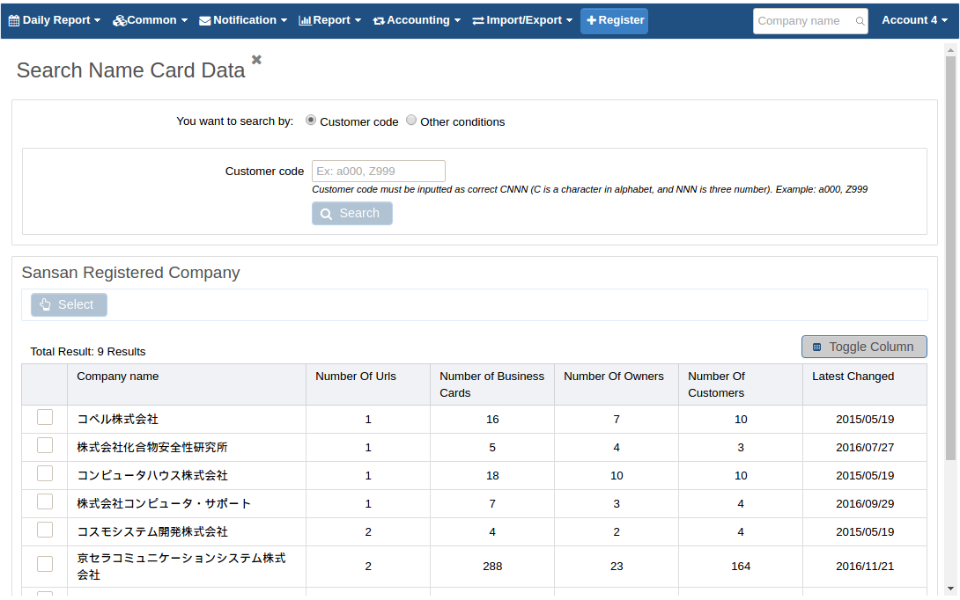 Daily Report Common Notification Report Accounting Import/Export Register Company name Account 4
Search Name Card Data
You want to search by: Customer code Other conditions
Customer code Ex: a000, Z999
Customer code must be inputted as correct CNNN (C is a character in alphabet, and NNN is three number). Example: a000, Z999
Search
Sansan Registered Company
Select
Total Result: 9 Results Toggle Column
Company name Number Of Urls Number of Business Number Of Owners Number Of Latest Changed
Cards Customers
コベル株式会社 1 16 7 10 2015/05/19
株式会社化合物安全性研究所 1 5 4 3 2016/07/27
コンピュータハウス株式会社 1 18 10 10 2015/05/19
株式会社コンピュータ・サポート 1 7 3 4 2016/09/29
コスモシステム開発株式会社 2 4 2 4 2015/05/19
京セラコミュニケーションシステム株式 2 288 23 164 2016/11/21
会社